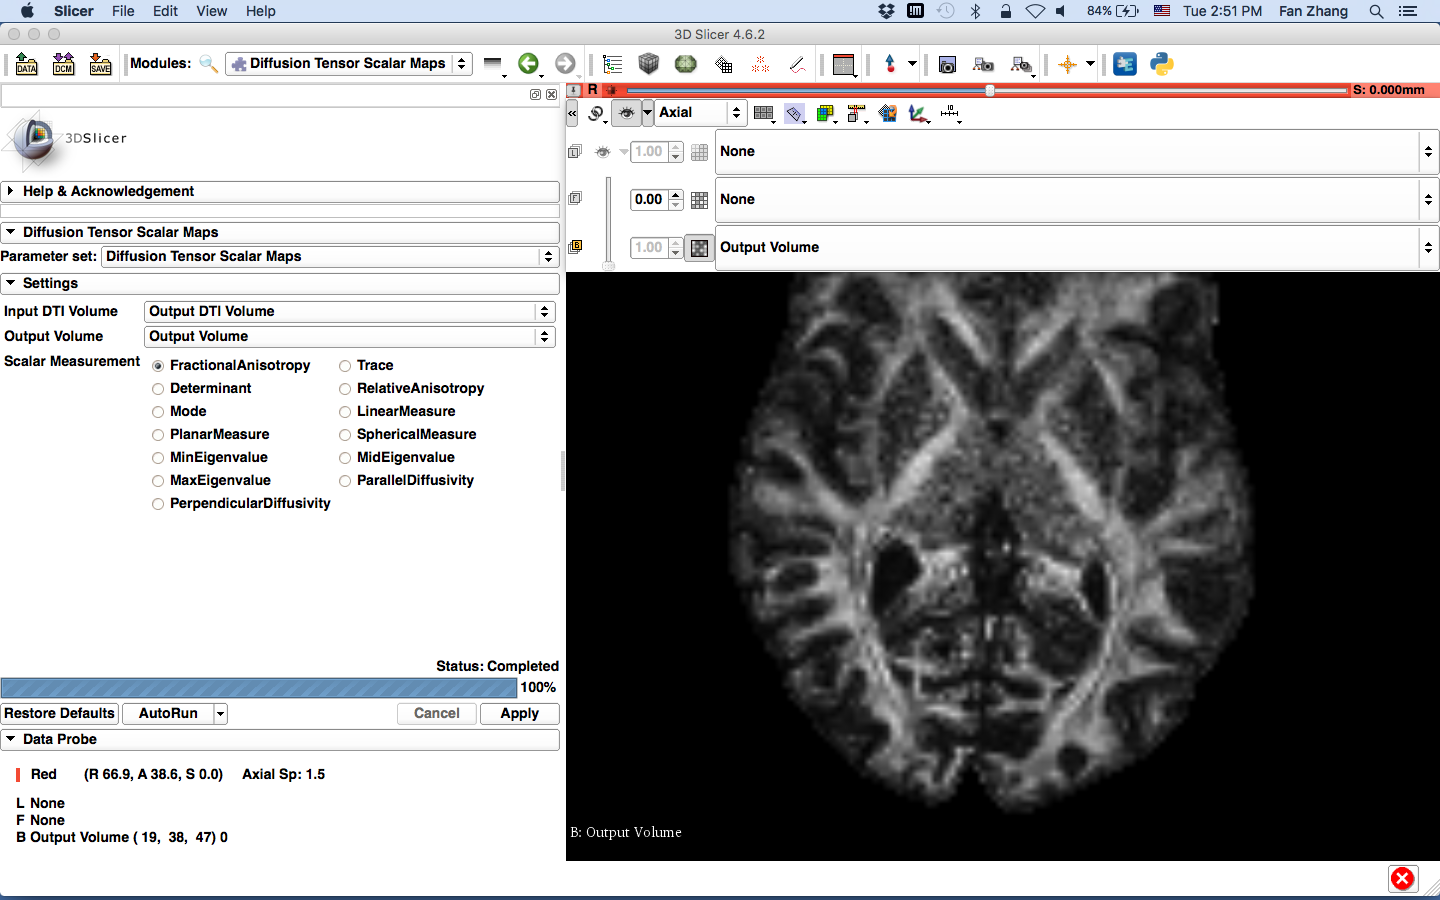 Slicer File Edit View Help 84% Tue 2:51 PM Fan Zhang
3D Slicer 4.6.2
DATA DCM SAVE Modules: Diffusion Tensor Scalar Maps
R S: 0.000mm
Axial
3DSlicer
L 1.00 None
Help & Acknowledgement
F 0.00 None
Diffusion Tensor Scalar Maps
B 1.00 Output Volume
Parameter set: Diffusion Tensor Scalar Maps
Settings
Input DTI Volume Output DTI Volume
Output Volume Output Volume
Scalar Measurement FractionalAnisotropy Trace
Determinant RelativeAnisotropy
Mode LinearMeasure
PlanarMeasure SphericalMeasure
MinEigenvalue MidEigenvalue
MaxEigenvalue ParallelDiffusivity
PerpendicularDiffusivity
Status: Completed
100%
Restore Defaults AutoRun Cancel Apply
Data Probe
Red (R 66.9, A 38.6, S 0.0) Axial Sp: 1.5
L None
F None
B Output Volume ( 19, 38, 47) 0
B: Output Volume